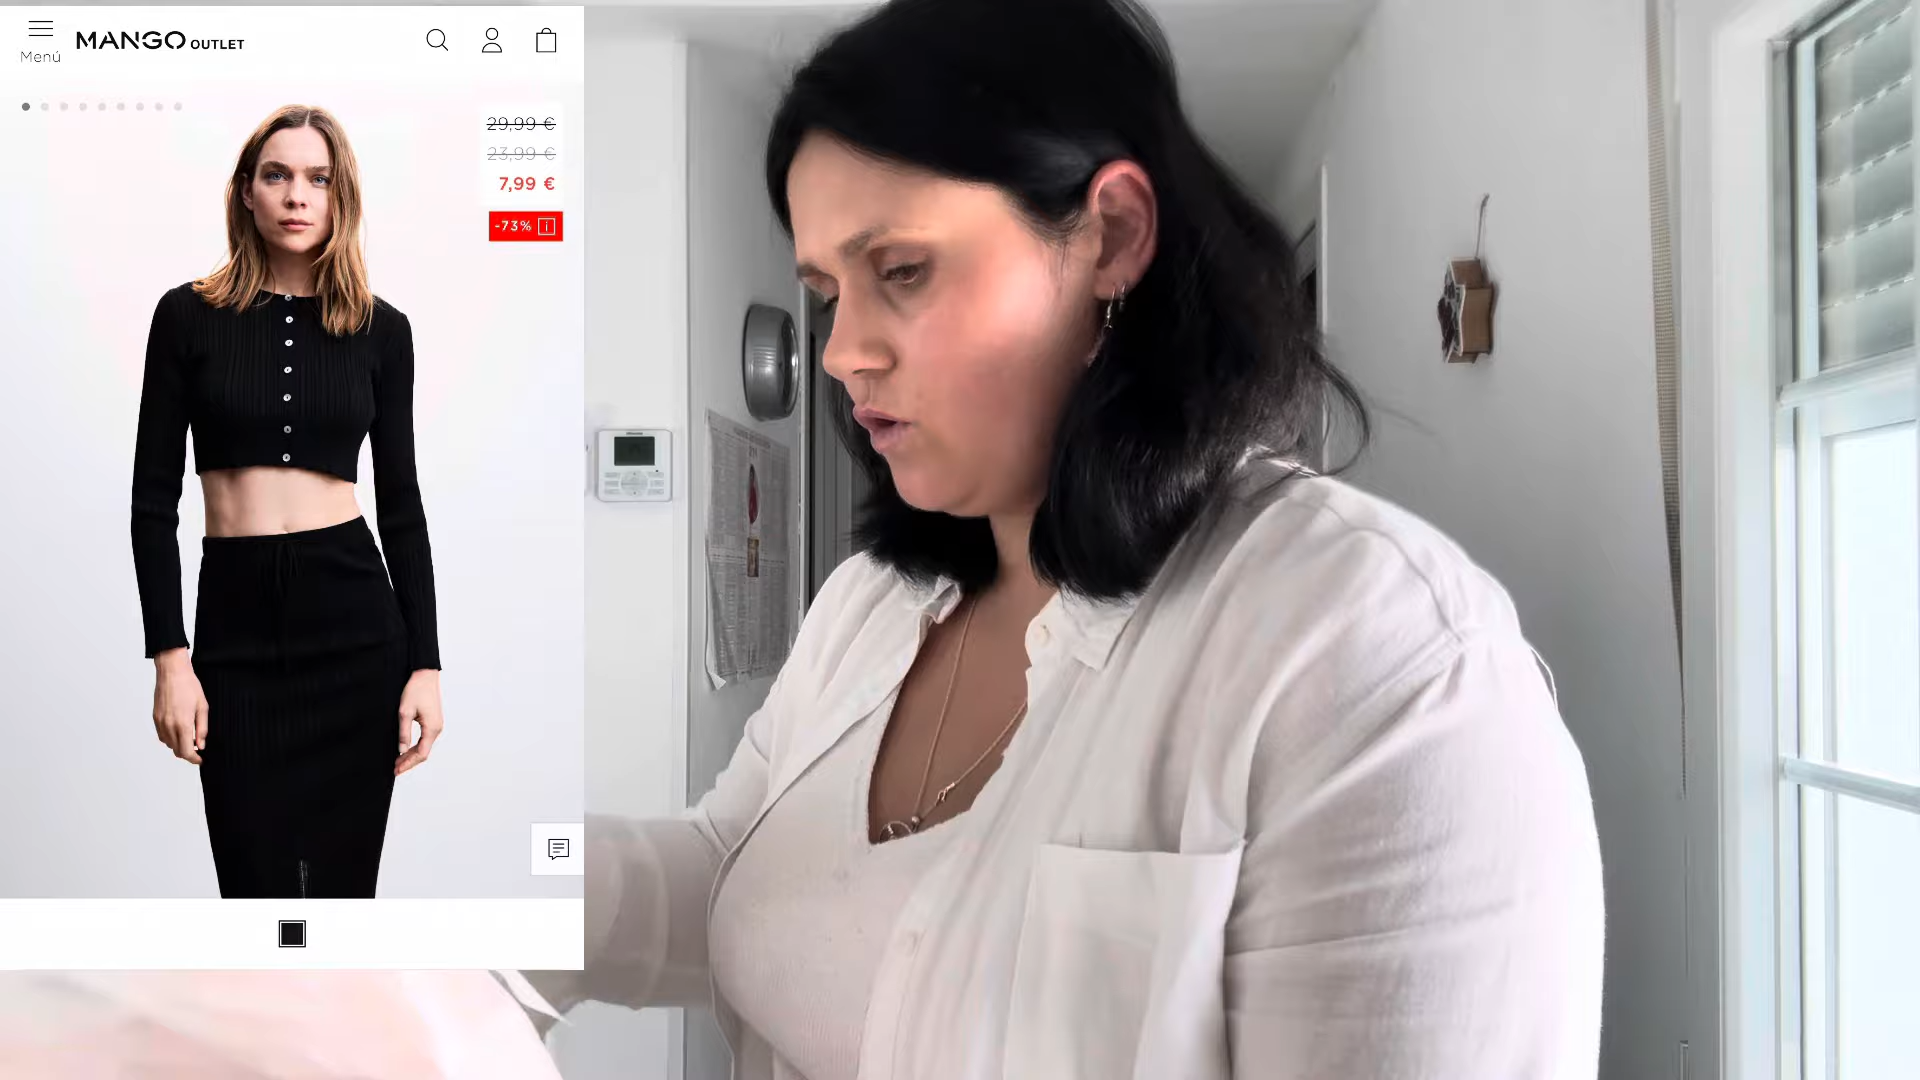 Menú
MANGO OUTLET
29,99 €
23,99 €
7,99 €
-73% i